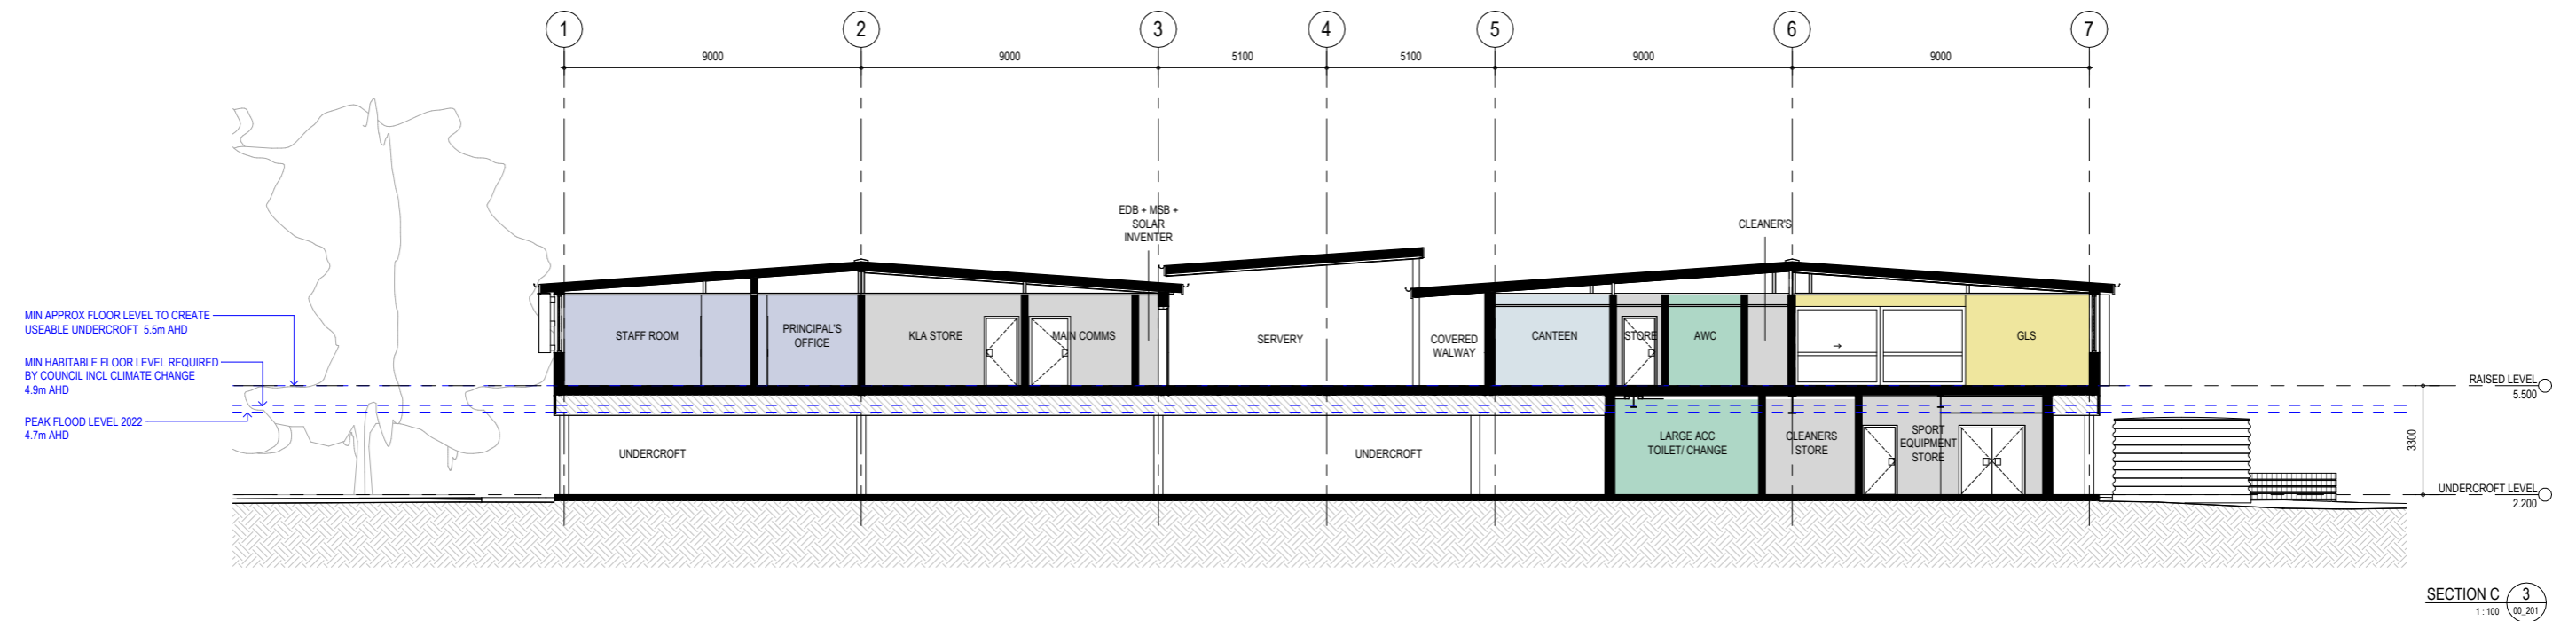 1 2 3 4 5 6 7
9000 9000 5100 5100 9000 9000
EDB + MSB +
SOLAR
INVENTER
CLEANER'S
MIN APPROX FLOOR LEVEL TO CREATE
USEABLE UNDERCROFT 5.5m AHD
MIN HABITABLE FLOOR LEVEL REQUIRED
BY COUNCIL INCL CLIMATE CHANGE
4.9m AHD
PEAK FLOOD LEVEL 2022
4.7m AHD
STAFF ROOM
PRINCIPAL'S
OFFICE
KLA STORE
MAIN COMMS
SERVERY
COVERED
WALWAY
CANTEEN
STORE
AWC
GLS
RAISED LEVEL
5.500
3300
UNDERCROFT
UNDERCROFT
LARGE ACC
TOILET/ CHANGE
CLEANERS
STORE
SPORT
EQUIPMENT
STORE
UNDERCROFT LEVEL
2.200
SECTION C 3
1 : 100 00_201